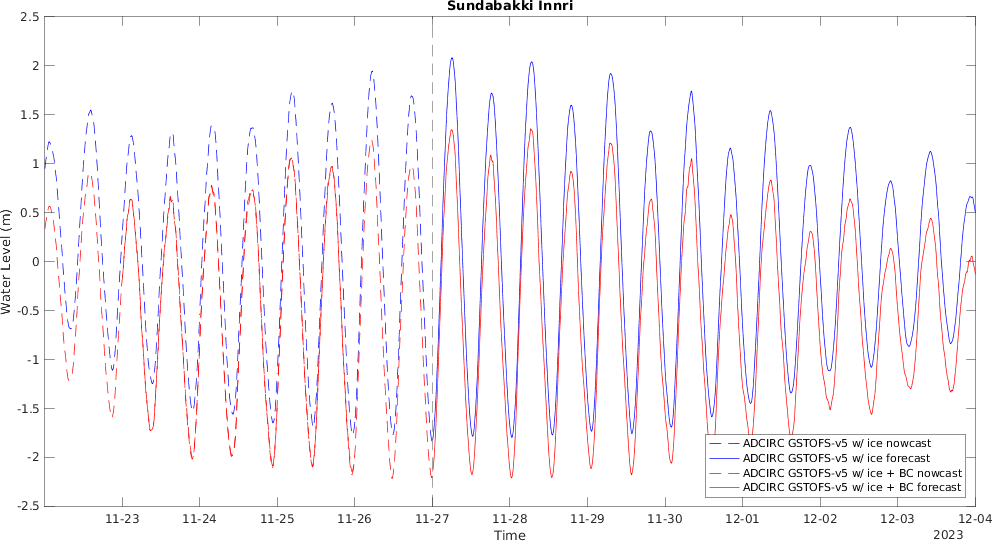 Sundabakki Innri
2.5
2
1.5
1
0.5
0
-0.5
-1
-1.5
-2
-2.5
Water Level (m)
ADCIRC GSTOFS-v5 w/ ice nowcast
ADCIRC GSTOFS-v5 w/ ice forecast
ADCIRC GSTOFS-v5 w/ ice + BC nowcast
ADCIRC GSTOFS-v5 w/ ice + BC forecast
11-23 11-24 11-25 11-26 11-27 11-28 11-29 11-30 12-01 12-02 12-03 12-04
Time
2023